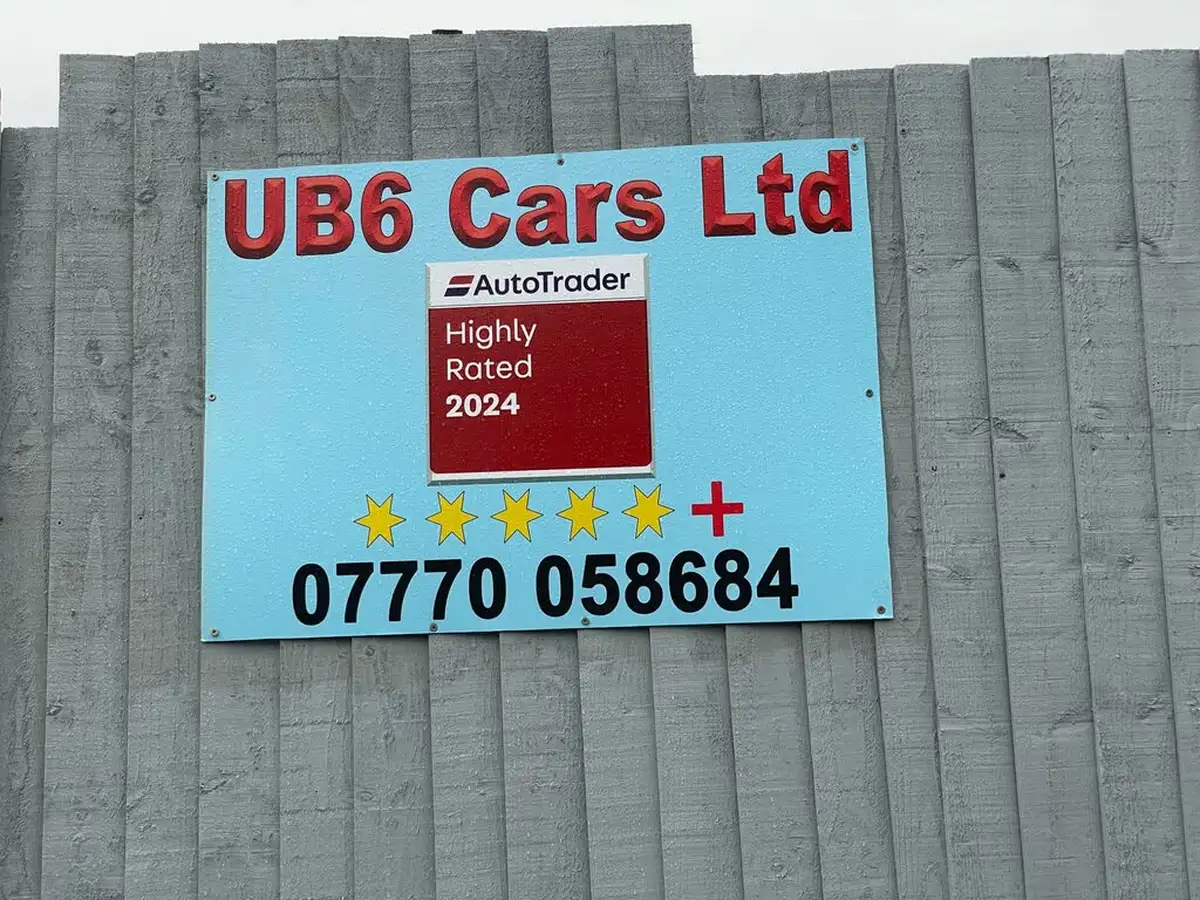 UB6 Cars Ltd
AutoTrader
Highly
Rated
2024
07770 058684